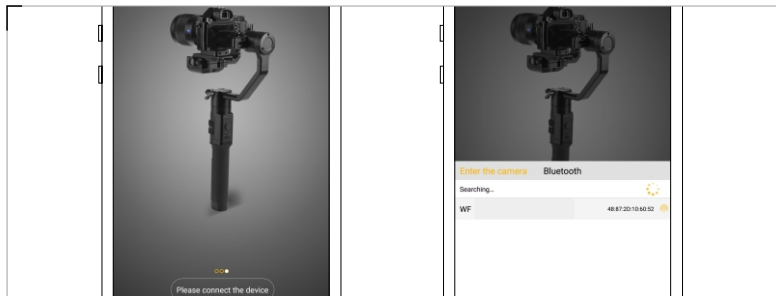 Please connect the device
Enter the camera Bluetooth
Searching...
WF 48:87:2D:10:60:52